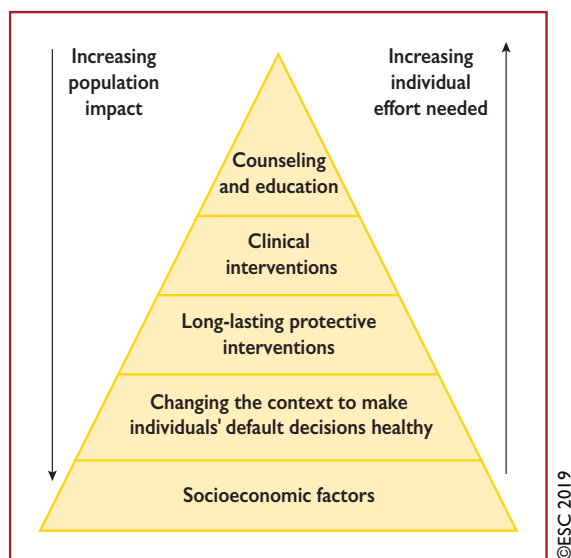 Increasing
population
impact
Increasing
individual
effort needed
Counseling
and education
Clinical
interventions
Long-lasting protective
interventions
Changing the context to make
individuals' default decisions healthy
Socioeconomic factors
©ESC 2019